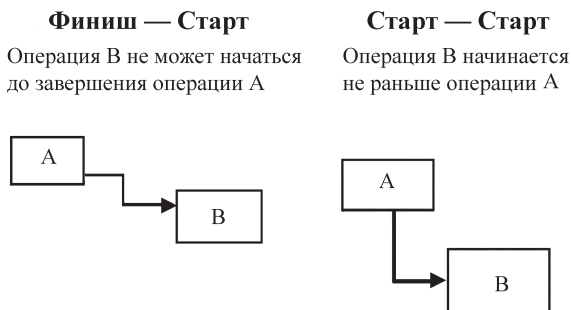 Финиш — Старт
Операция В не может начаться
до завершения операции А
А
В
Старт — Старт
Операция В начинается
не раньше операции А
А
В